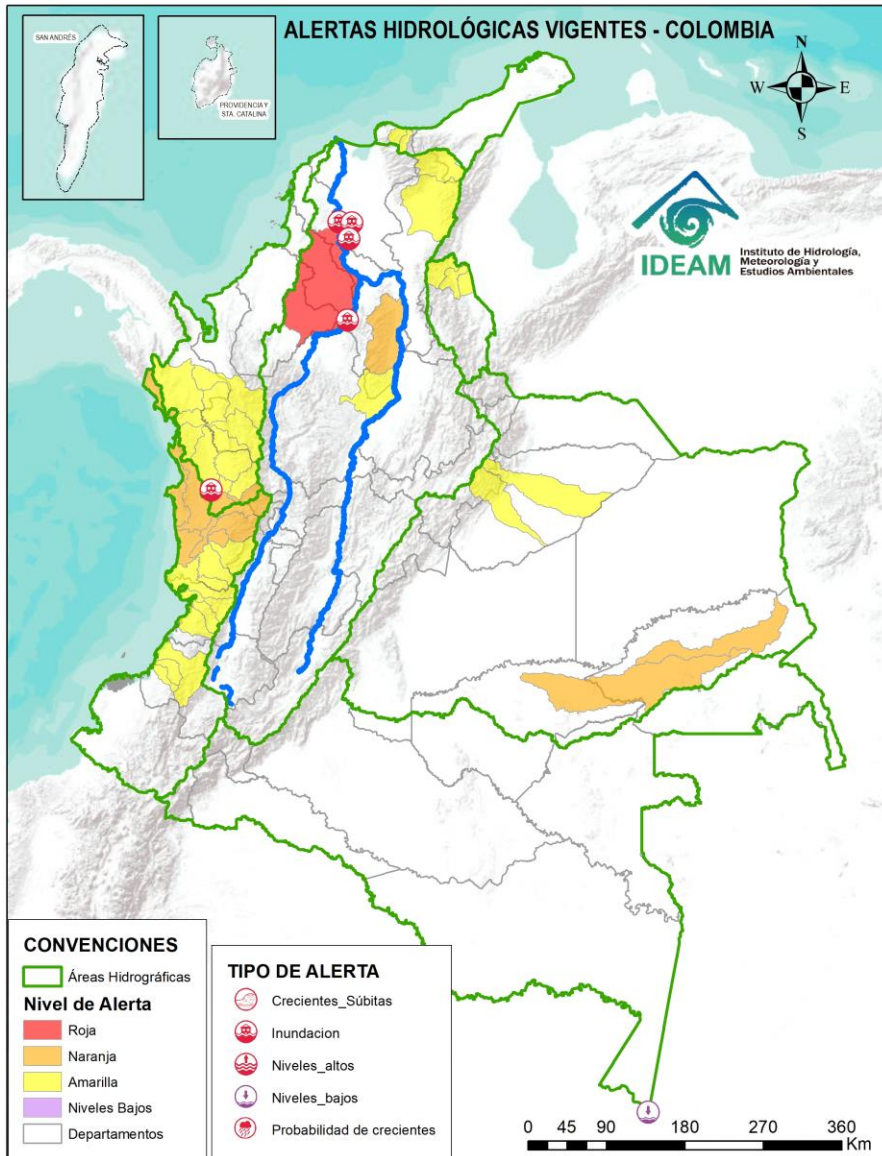 SAN ANDRÉS
PROVIDENCIA Y
STA. CATALINA
ALERTAS HIDROLÓGICAS VIGENTES - COLOMBIA
N
W
E
S
IDEAM
Instituto de Hidrología,
Meteorología y
Estudios Ambientales
CONVENCIONES
Áreas Hidrográficas
Nivel de Alerta
Roja
Naranja
Amarilla
Niveles Bajos
Departamentos
TIPO DE ALERTA
Crecientes_Súbitas
Inundacion
Niveles_altos
Niveles_bajos
Probabilidad de crecientes
0 45 90 180 270 360
Km